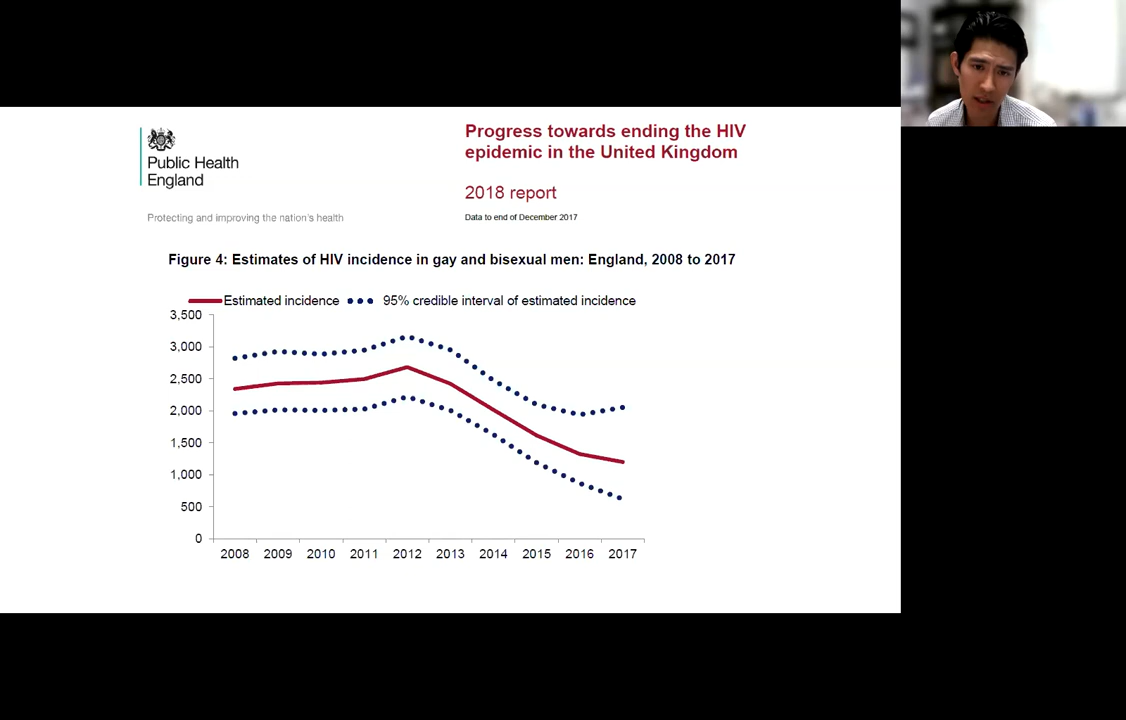 Public Health
England
Protecting and improving the nation's health
Progress towards ending the HIV
epidemic in the United Kingdom
2018 report
Data to end of December 2017
Figure 4: Estimates of HIV incidence in gay and bisexual men: England, 2008 to 2017
Estimated incidence 95% credible interval of estimated incidence
3,500
3,000
2,500
2,000
1,500
1,000
500
0
2008 2009 2010 2011 2012 2013 2014 2015 2016 2017